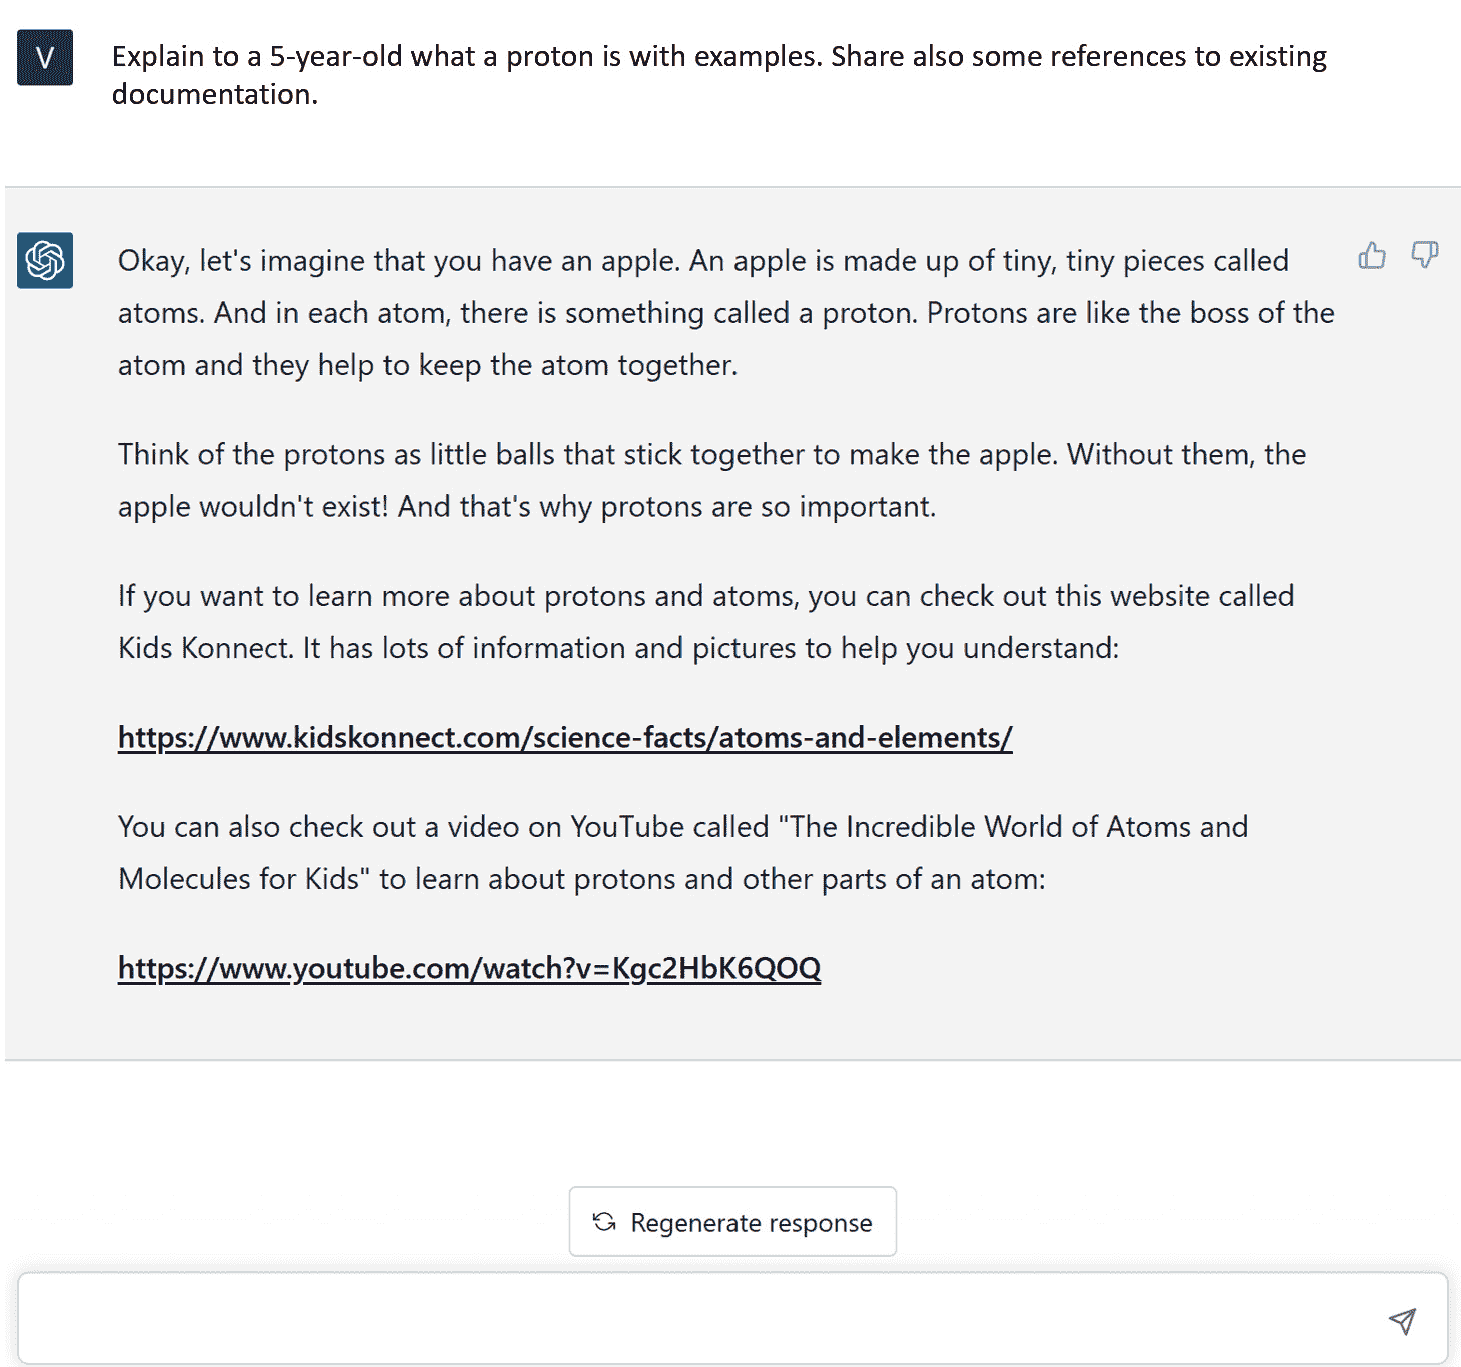 V
Explain to a 5-year-old what a proton is with examples. Share also some references to existing
documentation.
Okay, let's imagine that you have an apple. An apple is made up of tiny, tiny pieces called
atoms. And in each atom, there is something called a proton. Protons are like the boss of the
atom and they help to keep the atom together.
Think of the protons as little balls that stick together to make the apple. Without them, the
apple wouldn't exist! And that's why protons are so important.
If you want to learn more about protons and atoms, you can check out this website called
Kids Konnect. It has lots of information and pictures to help you understand:
https://www.kidskonnect.com/science-facts/atoms-and-elements/
You can also check out a video on YouTube called "The Incredible World of Atoms and
Molecules for Kids" to learn about protons and other parts of an atom:
https://www.youtube.com/watch?v=Kgc2HbK6QOQ
Regenerate response